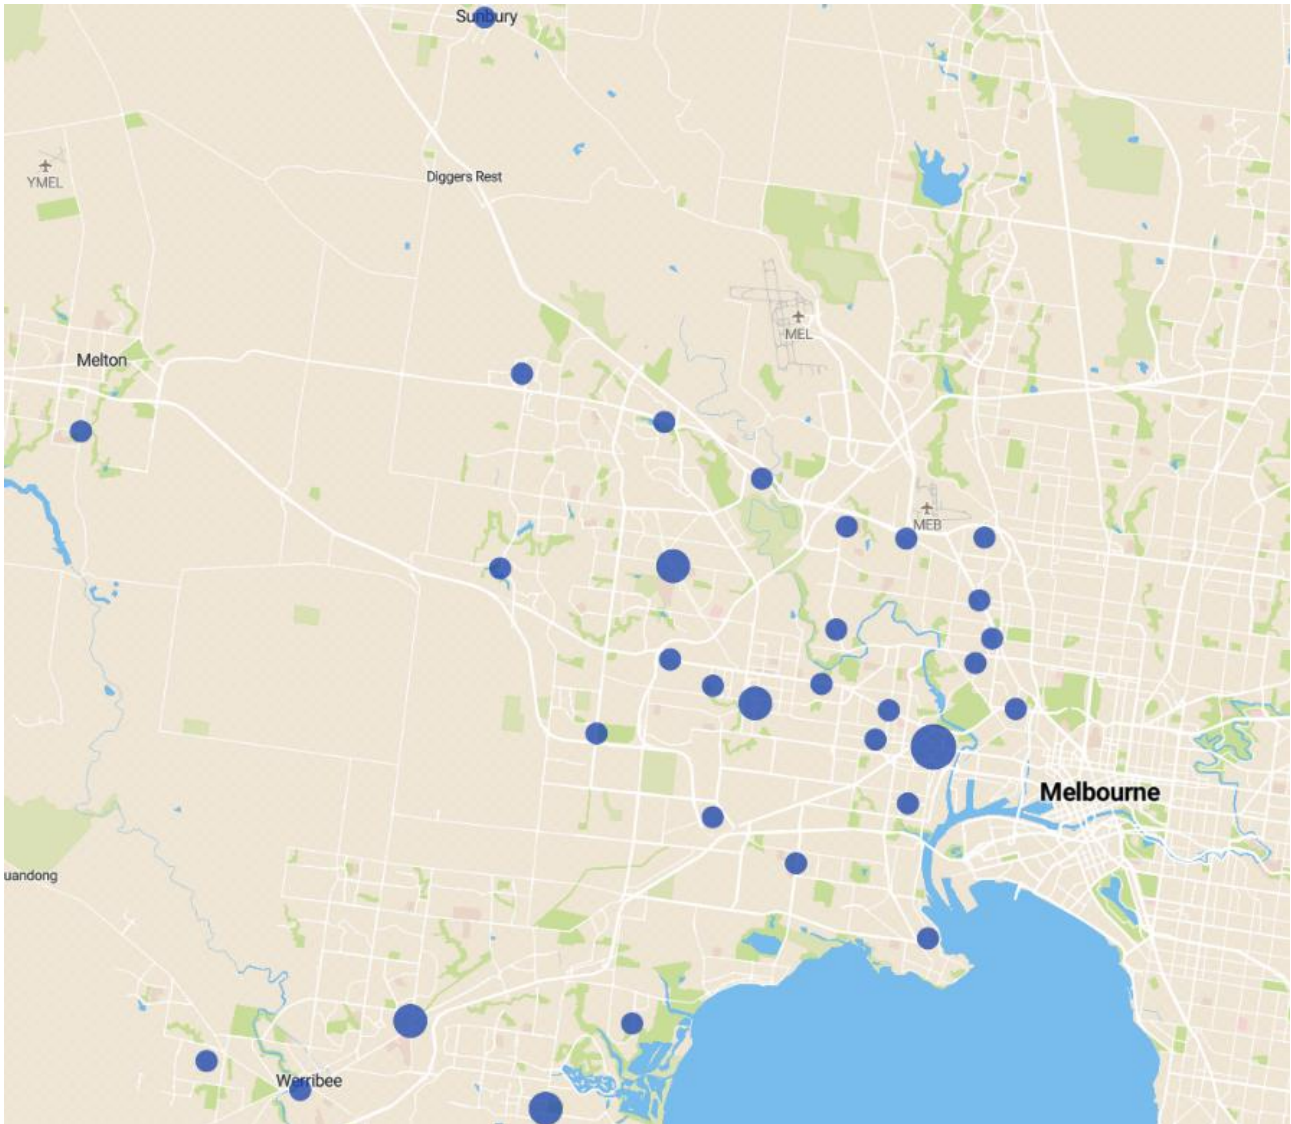 Sunbury
YMEL
Diggers Rest
MEL
Melton
MEB
Melbourne
uandong
Werribee